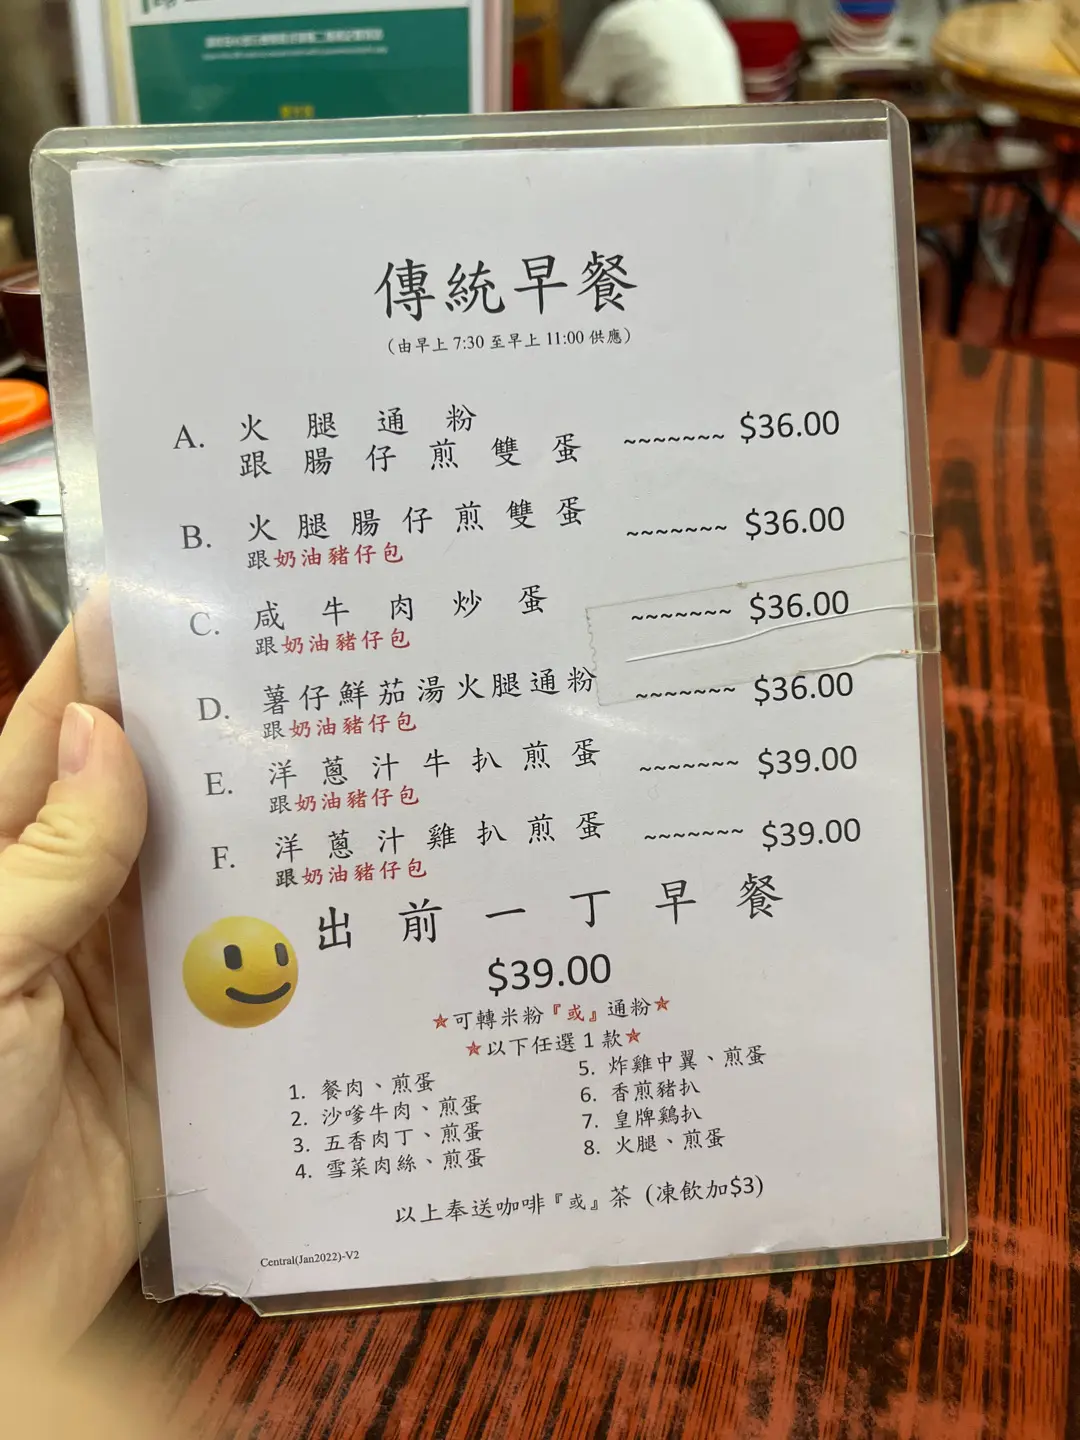 傳統早餐
(由早上 7:30 至早上 11:00 供應)
A. 火腿通粉
跟腸仔煎雙蛋 ~~~~~~~ $36.00
B. 火腿腸仔煎雙蛋 ~~~~~~~ $36.00
跟奶油豬仔包
C. 咸牛肉炒蛋 ~~~~~~~ $36.00
跟奶油豬仔包
D. 薯仔鮮茄湯火腿通粉 ~~~~~~~ $36.00
跟奶油豬仔包
E. 洋蔥汁牛扒煎蛋 ~~~~~~~ $39.00
跟奶油豬仔包
F. 洋蔥汁雞扒煎蛋 ~~~~~~~ $39.00
跟奶油豬仔包
出前一丁早餐
$39.00
★可轉米粉『或』通粉★
★以下任選 1 款★
1. 餐肉、煎蛋
2. 沙嗲牛肉、煎蛋
3. 五香肉丁、煎蛋
4. 雪菜肉絲、煎蛋
5. 炸雞中翼、煎蛋
6. 香煎豬扒
7. 皇牌鷄扒
8. 火腿、煎蛋
以上奉送咖啡『或』茶 (凍飲加$3)
Central(Jan2022)-V2